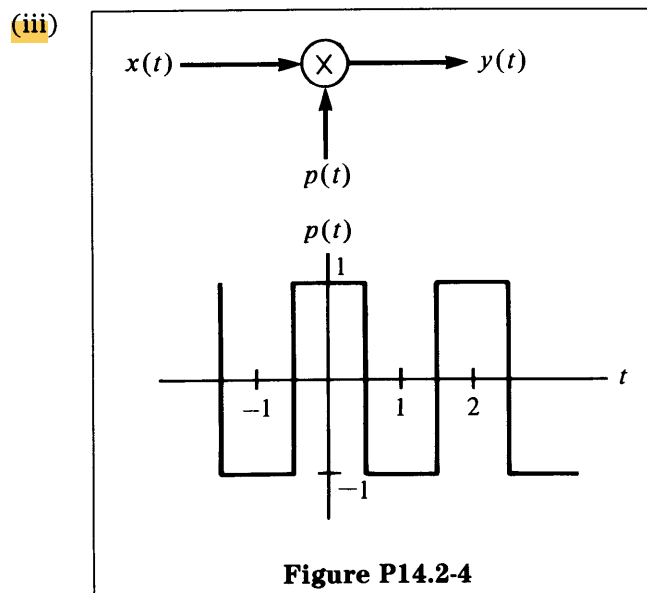 (iii)
x(t) X y(t)
p(t)
p(t)
1
−1 1 2 t
−1
Figure P14.2-4